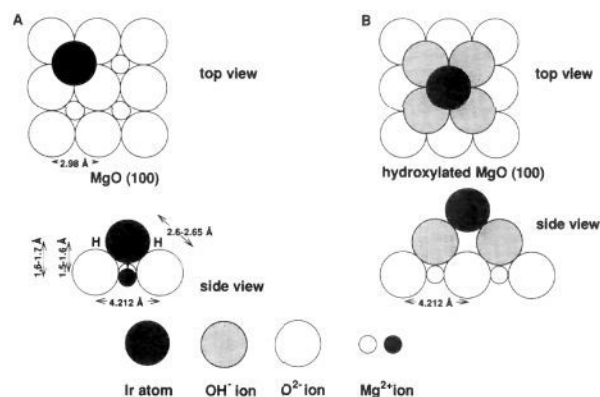 A
top view
2.98 Å
MgO (100)
H H
2.6-2.65 Å
1.6-1.7 Å
1.5-1.6 Å
side view
4.212 Å
B
top view
hydroxylated MgO (100)
side view
4.212 Å
Ir atom OH⁻ ion O²⁻ ion Mg²⁺ion